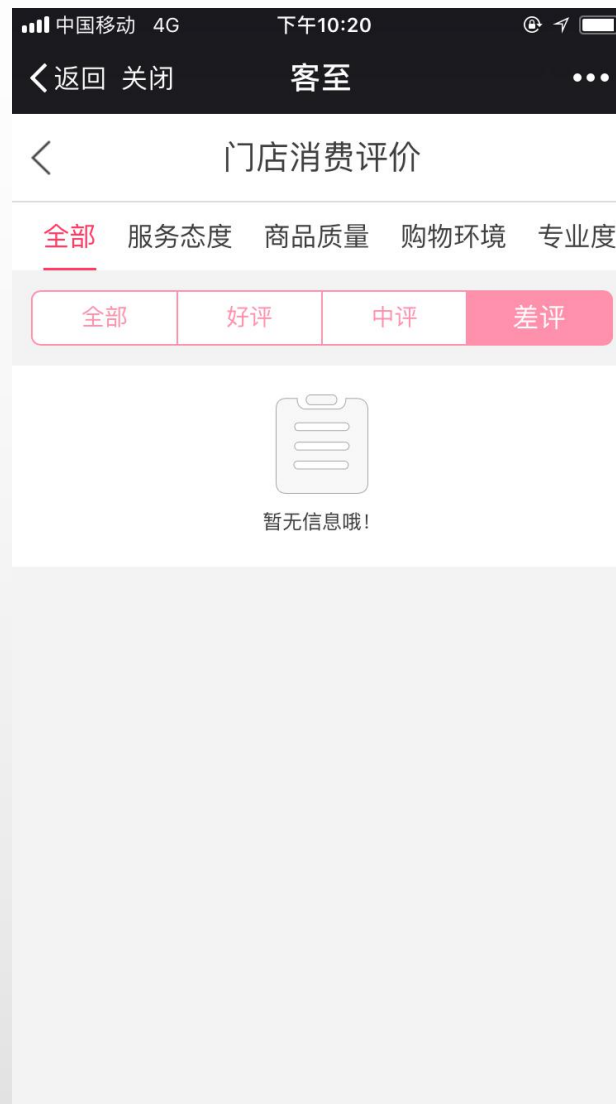 中国移动 4G 下午10:20
返回 关闭 客至
门店消费评价
全部 服务态度 商品质量 购物环境 专业度
全部 好评 中评 差评
暂无信息哦!